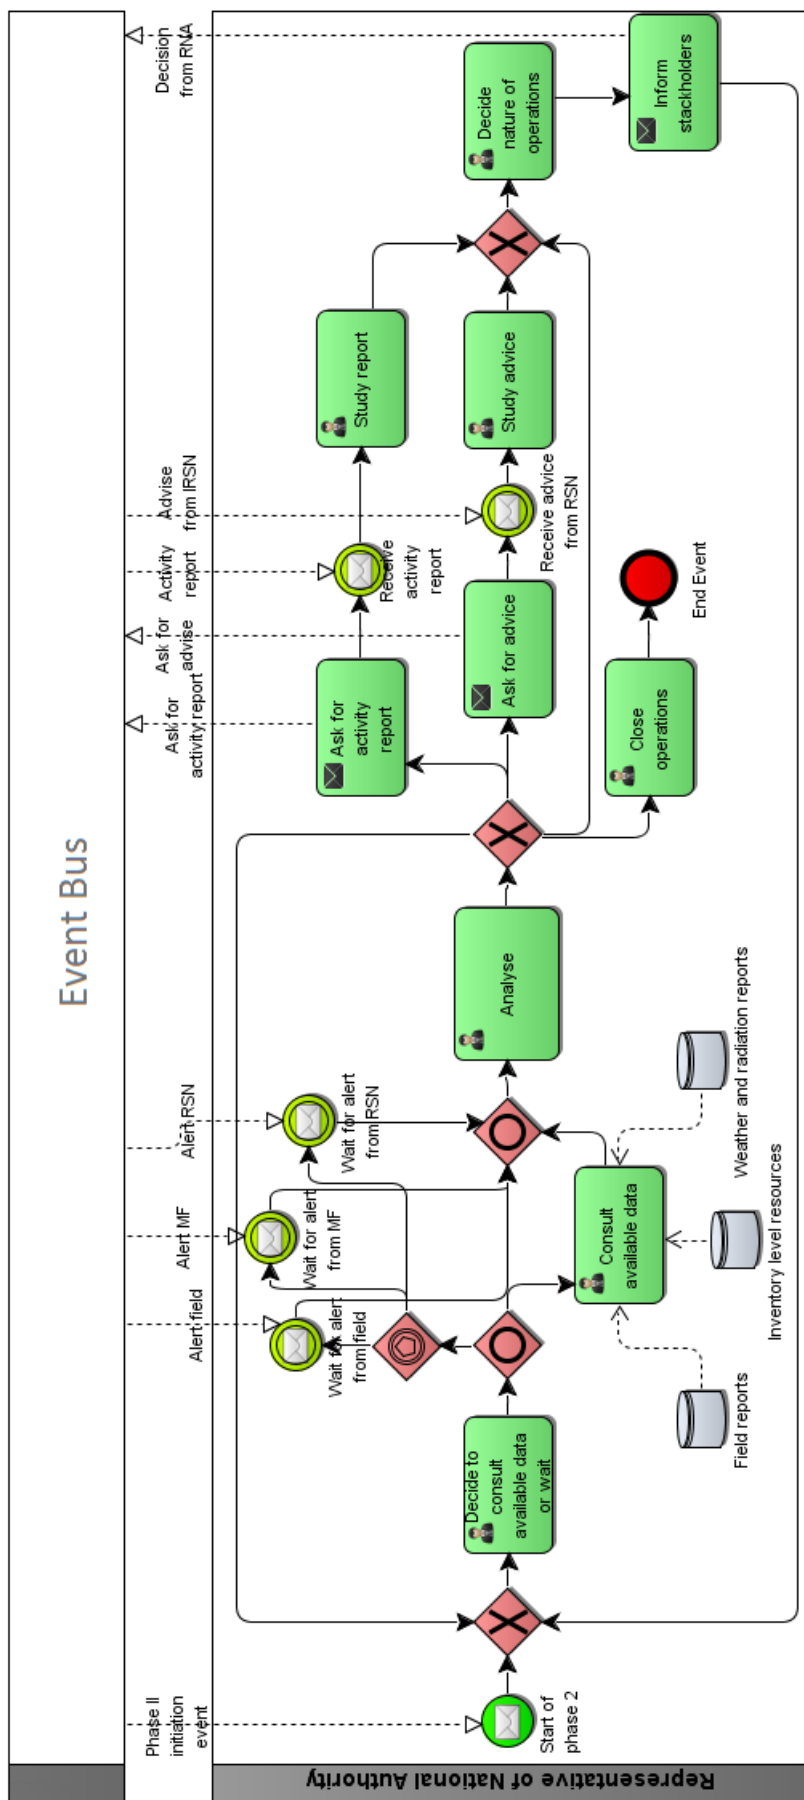 Event Bus
Representative of National Authority
Phase II
initiation
event
Alert field
Alert MF
Alert RSN
Ask for
activity report
Ask for
advise
Activity
report
Advise
from IRSN
Decision
from RNA
Start of
phase 2
Decide to
consult
available data
or wait
Wait for alert
from field
Wait for alert
from MF
Wait for alert
from RSN
Consult
available data
Field reports
Inventory level resources
Weather and radiation reports
Analyse
Ask for
activity
report
Receive
activity
report
Study report
Ask for advice
Receive advice
from RSN
Study advice
Close
operations
End Event
Decide
nature of
operations
Inform
stackholders